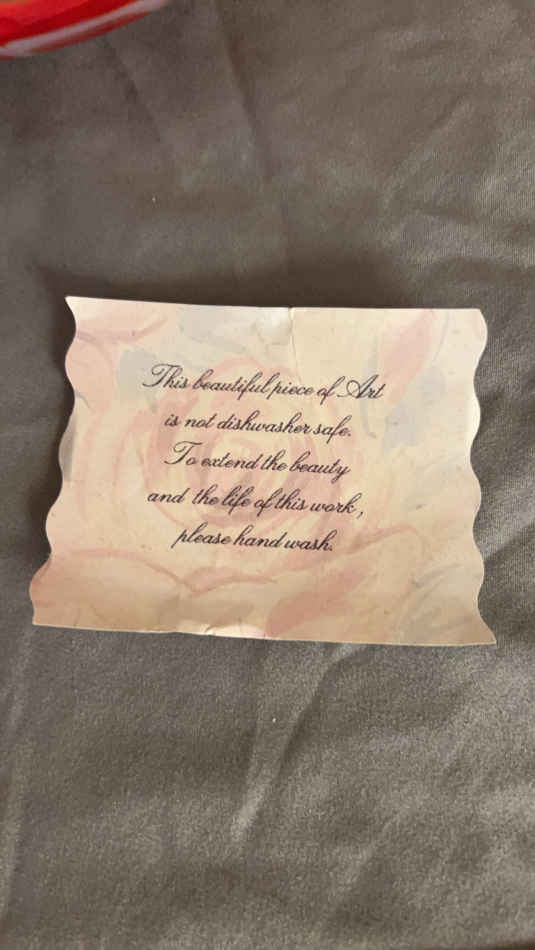 This beautiful piece of Art
is not dishwasher safe.
To extend the beauty
and the life of this work,
please hand wash.